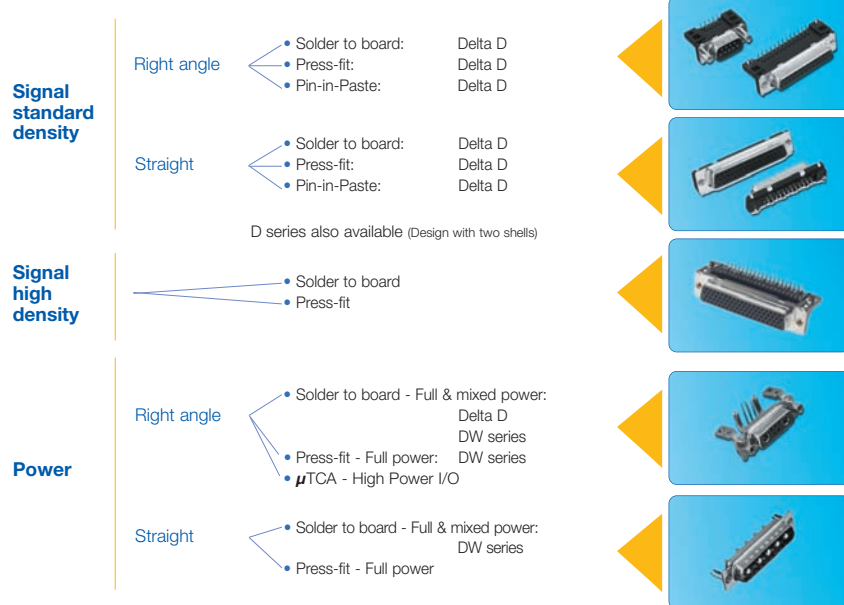 Signal
standard
density
Right angle
• Solder to board: Delta D
• Press-fit: Delta D
• Pin-in-Paste: Delta D
Straight
• Solder to board: Delta D
• Press-fit: Delta D
• Pin-in-Paste: Delta D
D series also available (Design with two shells)
Signal
high
density
• Solder to board
• Press-fit
Power
Right angle
• Solder to board - Full & mixed power:
Delta D
DW series
• Press-fit - Full power: DW series
• µTCA - High Power I/O
Straight
• Solder to board - Full & mixed power:
DW series
• Press-fit - Full power